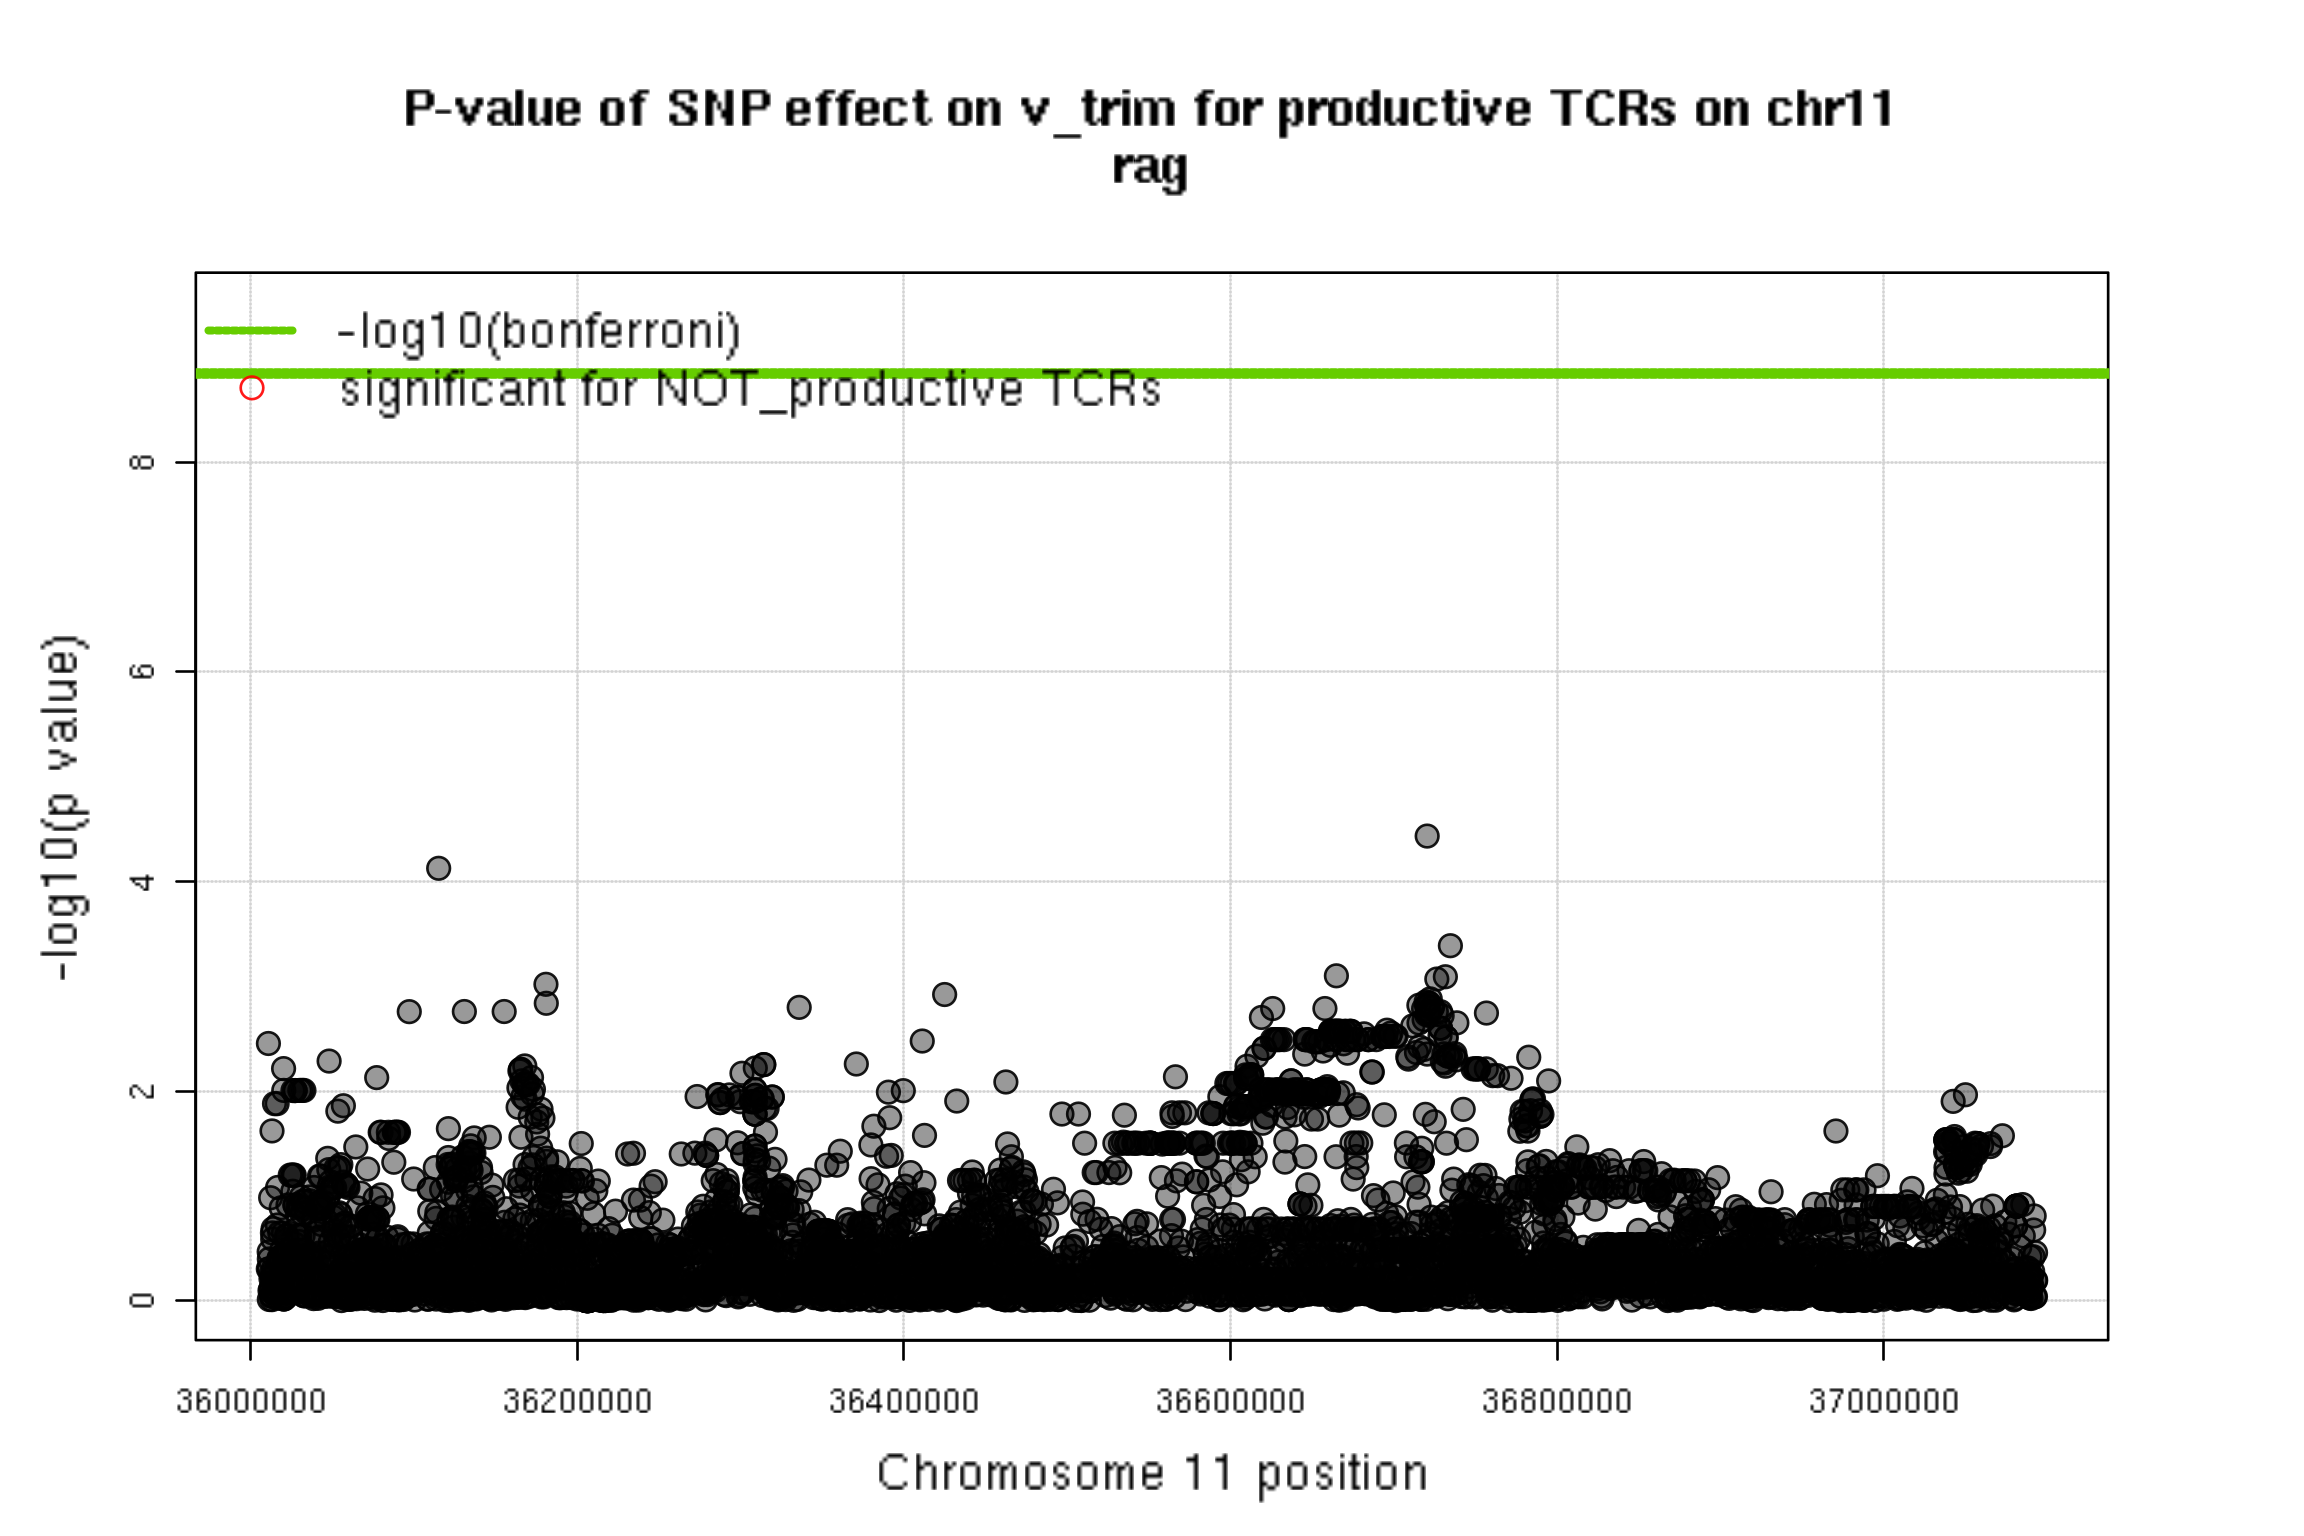 P-value of SNP effect on v_trim for productive TCRs on chr11
rag
-log10(bonferroni)
significant for NOT_productive TCRs
-log10(p value)
8
6
4
2
0
36000000 36200000 36400000 36600000 36800000 37000000
Chromosome 11 position